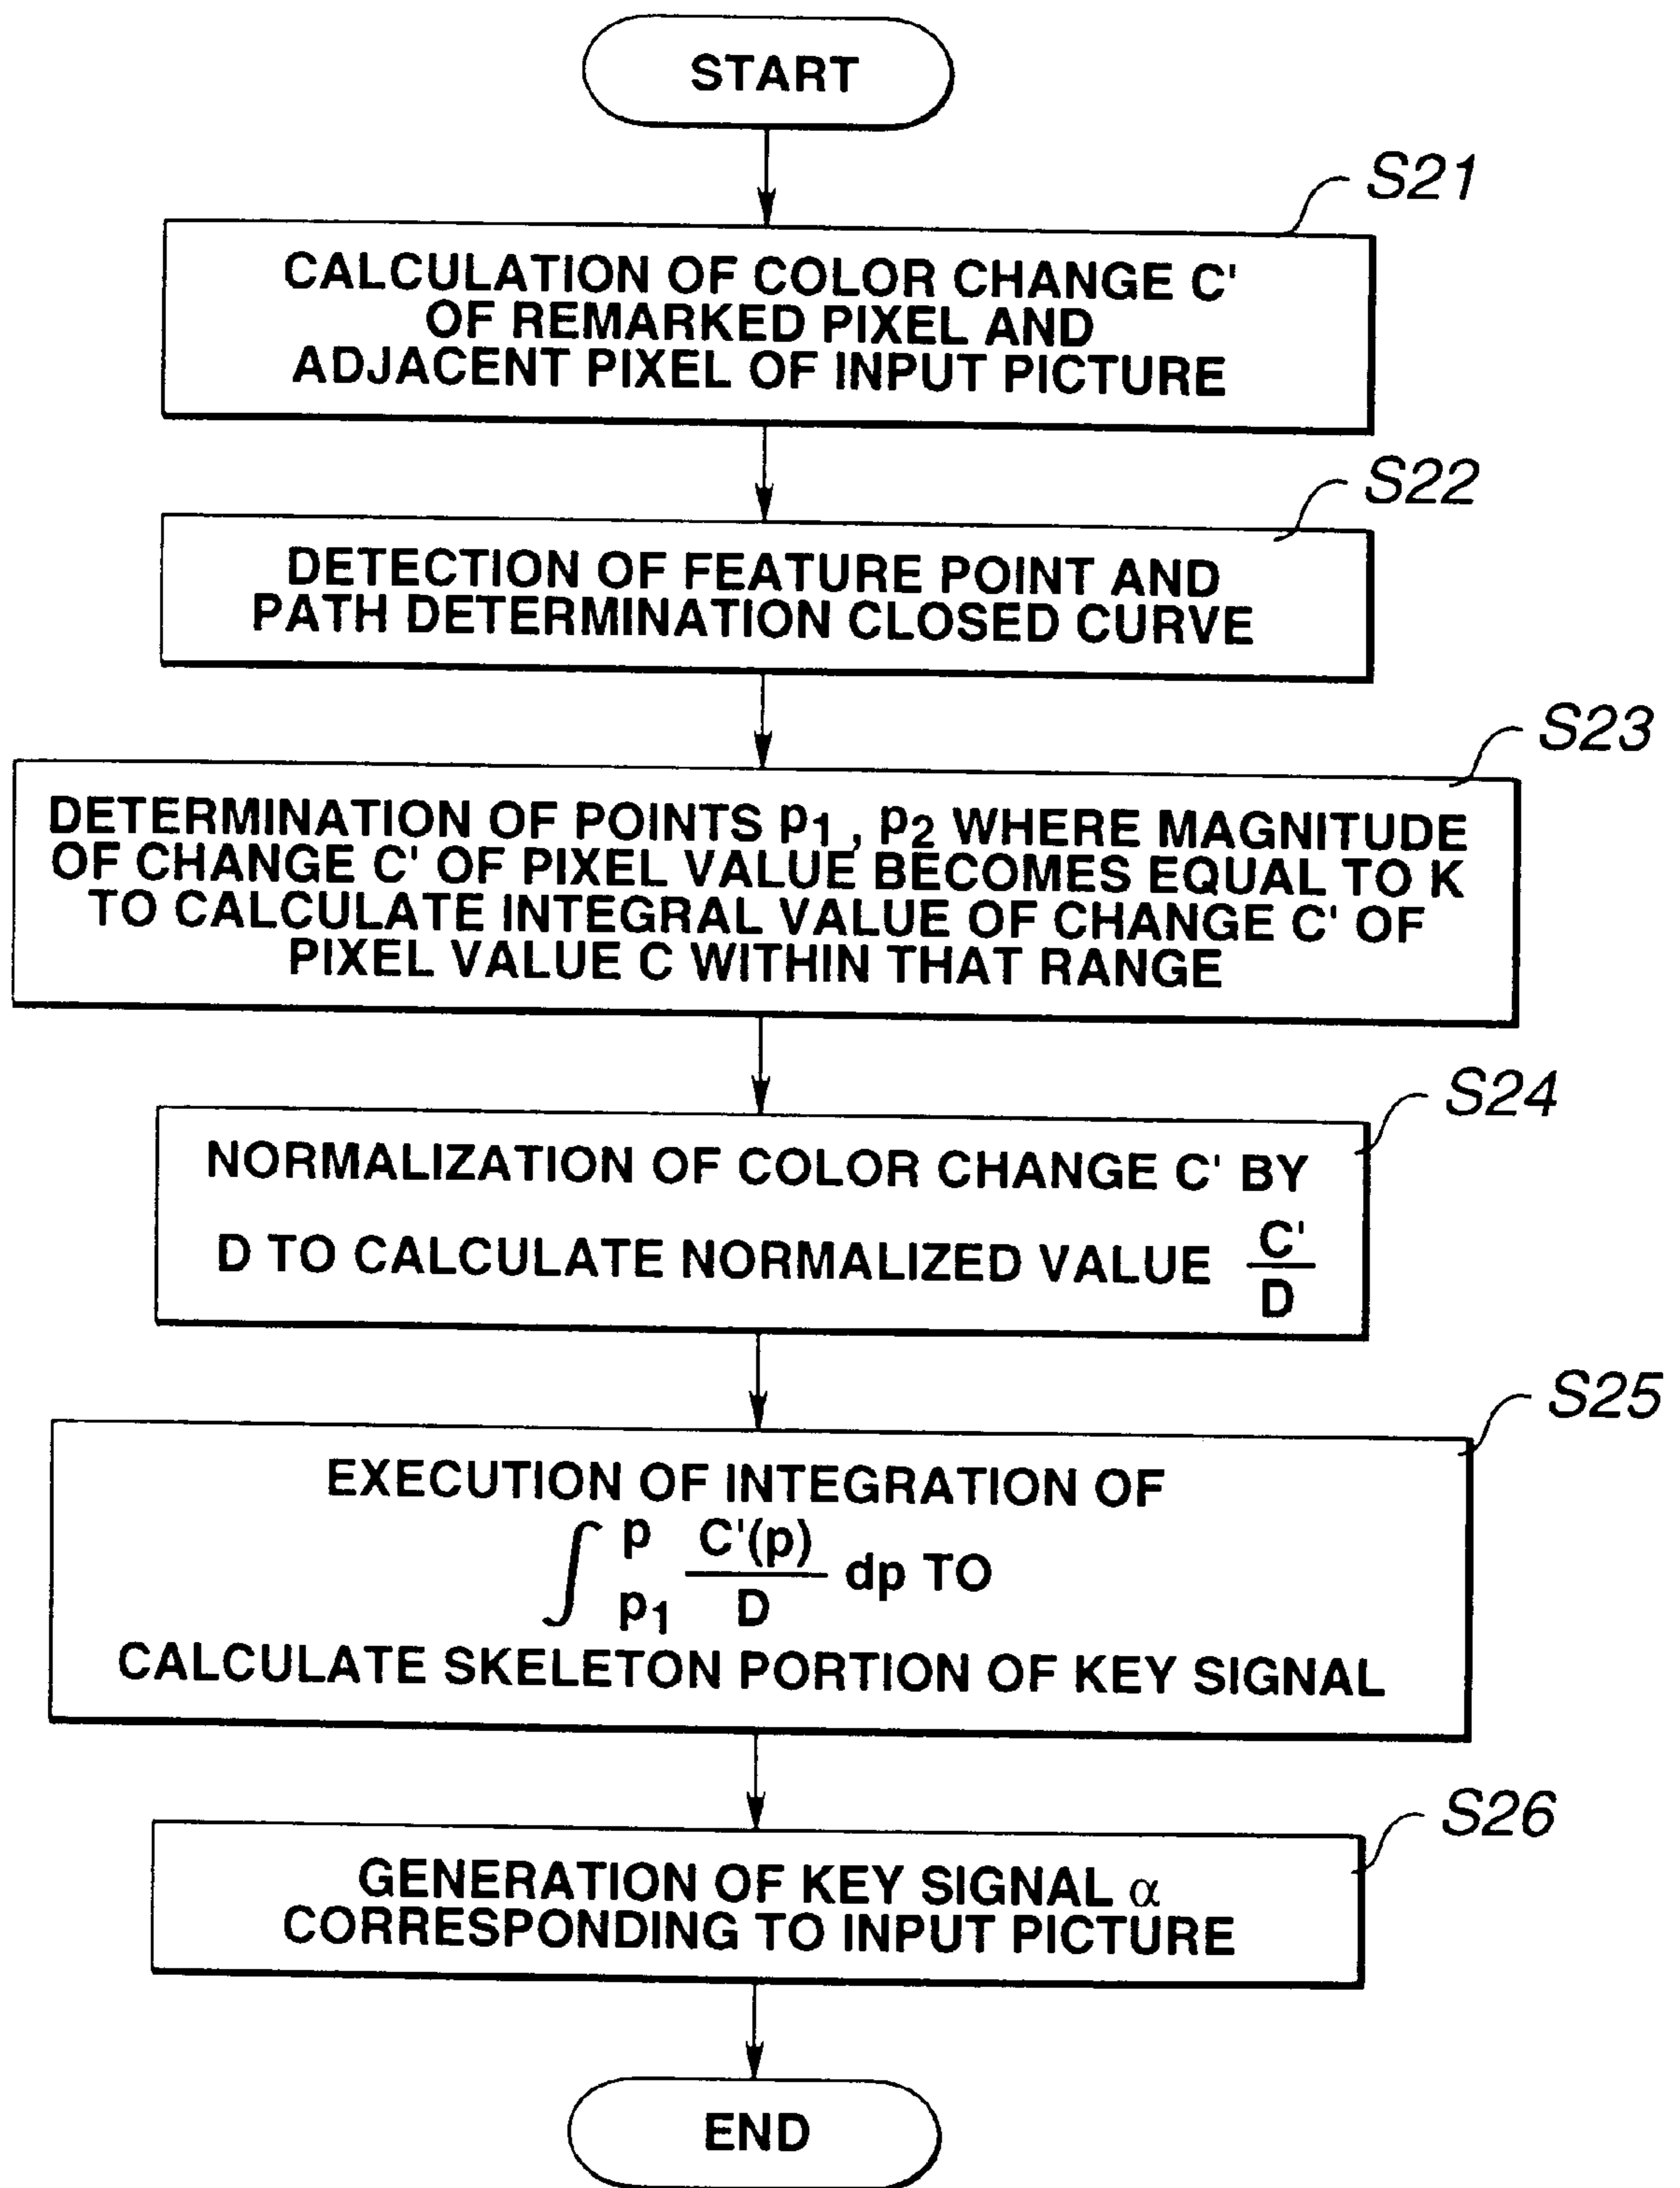 START
S21
CALCULATION OF COLOR CHANGE C'
OF REMARKED PIXEL AND
ADJACENT PIXEL OF INPUT PICTURE
S22
DETECTION OF FEATURE POINT AND
PATH DETERMINATION CLOSED CURVE
S23
DETERMINATION OF POINTS p1, p2 WHERE MAGNITUDE
OF CHANGE C' OF PIXEL VALUE BECOMES EQUAL TO K
TO CALCULATE INTEGRAL VALUE OF CHANGE C' OF
PIXEL VALUE C WITHIN THAT RANGE
S24
NORMALIZATION OF COLOR CHANGE C' BY
D TO CALCULATE NORMALIZED VALUE C'/D
S25
EXECUTION OF INTEGRATION OF
∫ p p1 C'(p)/D dp TO
CALCULATE SKELETON PORTION OF KEY SIGNAL
S26
GENERATION OF KEY SIGNAL α
CORRESPONDING TO INPUT PICTURE
END